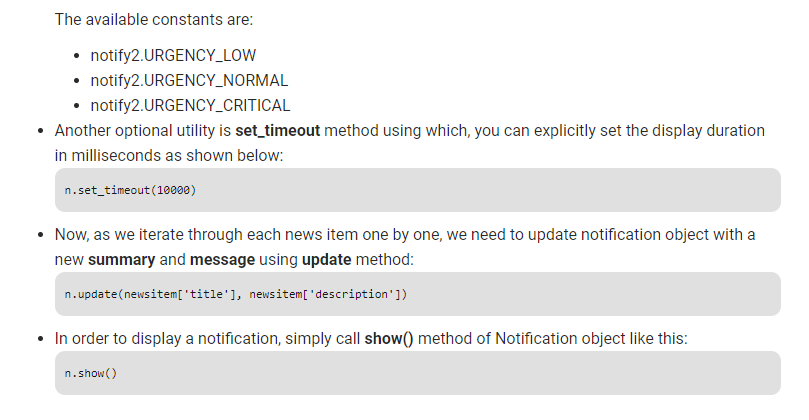 The available constants are:
• notify2.URGENCY_LOW
• notify2.URGENCY_NORMAL
• notify2.URGENCY_CRITICAL
• Another optional utility is set_timeout method using which, you can explicitly set the display duration
in milliseconds as shown below:
n.set_timeout(10000)
• Now, as we iterate through each news item one by one, we need to update notification object with a
new summary and message using update method:
n.update(newsitem['title'], newsitem['description'])
• In order to display a notification, simply call show() method of Notification object like this:
n.show()